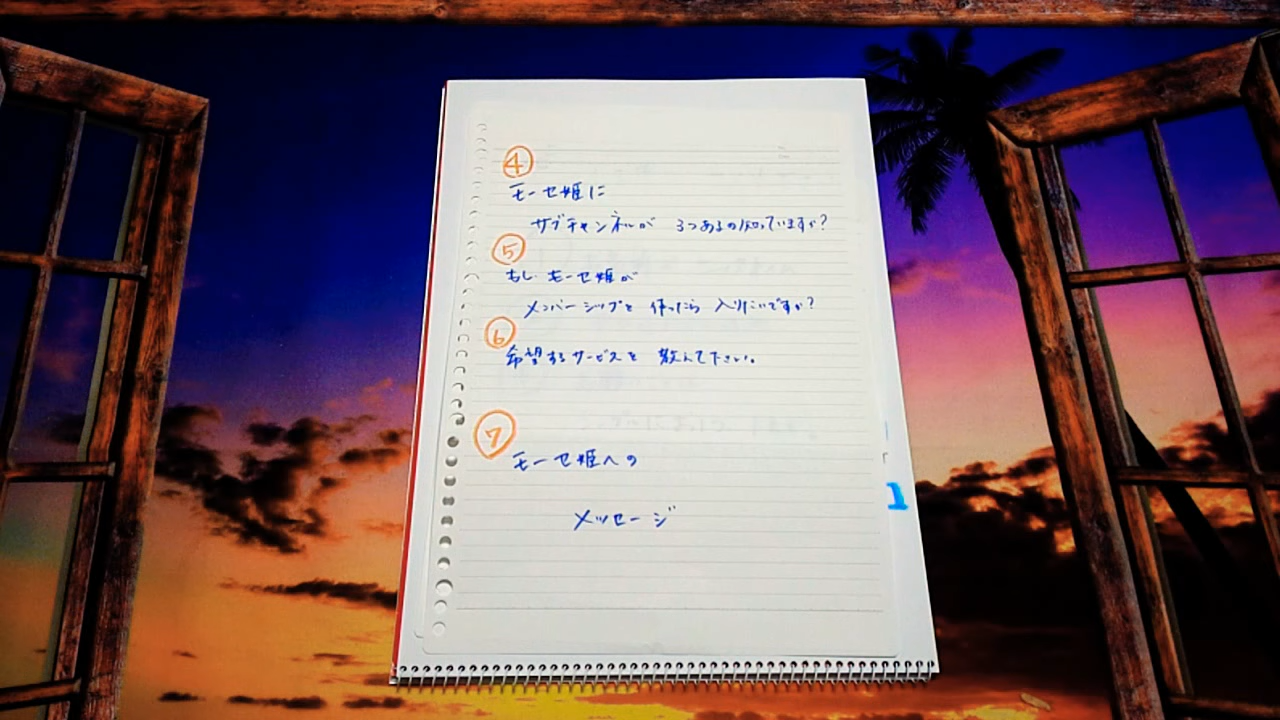 ④
モーセ姫に
サブチャンネルが 3つあるの知っていますか?
⑤
もし モーセ姫が
メンバーシップを 作ったら 入りたいですか?
⑥
希望するサービスを 教えて下さい。
⑦
モーセ姫への
メッセージ
1